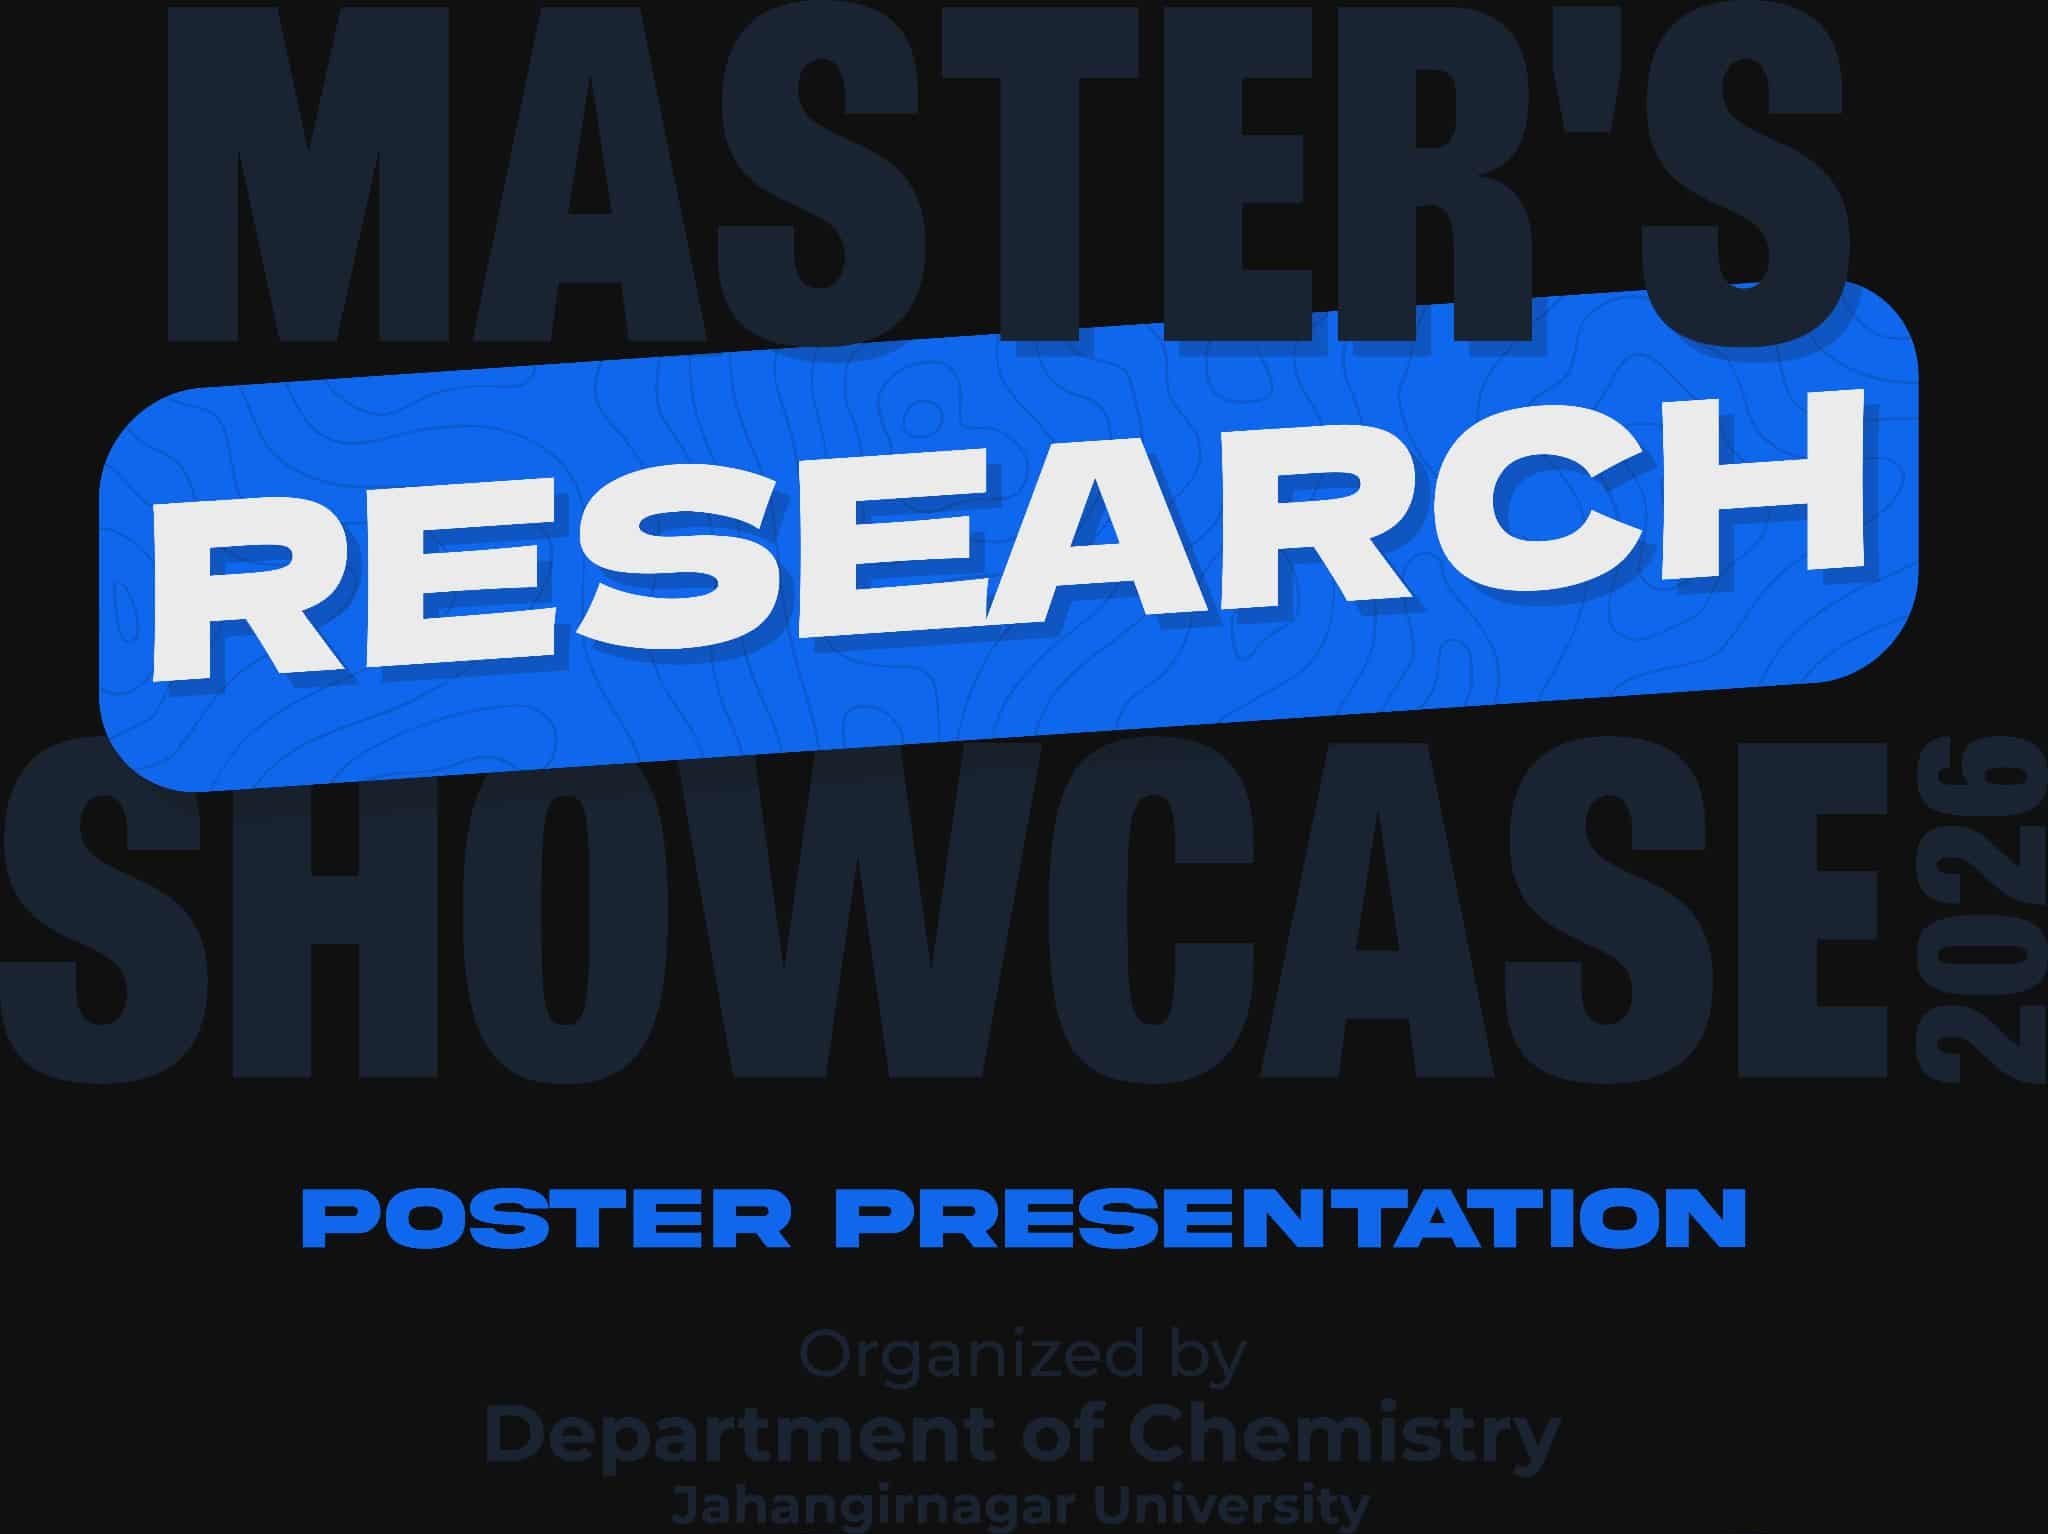 MASTER'S
RESEARCH
SHOWCASE
2026
POSTER PRESENTATION
Organized by
Department of Chemistry
Jahangirnagar University